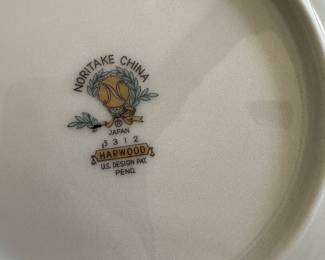 NORITAKE CHINA
N
®
JAPAN
5312
HARWOOD
U.S. DESIGN PAT.
PEND.